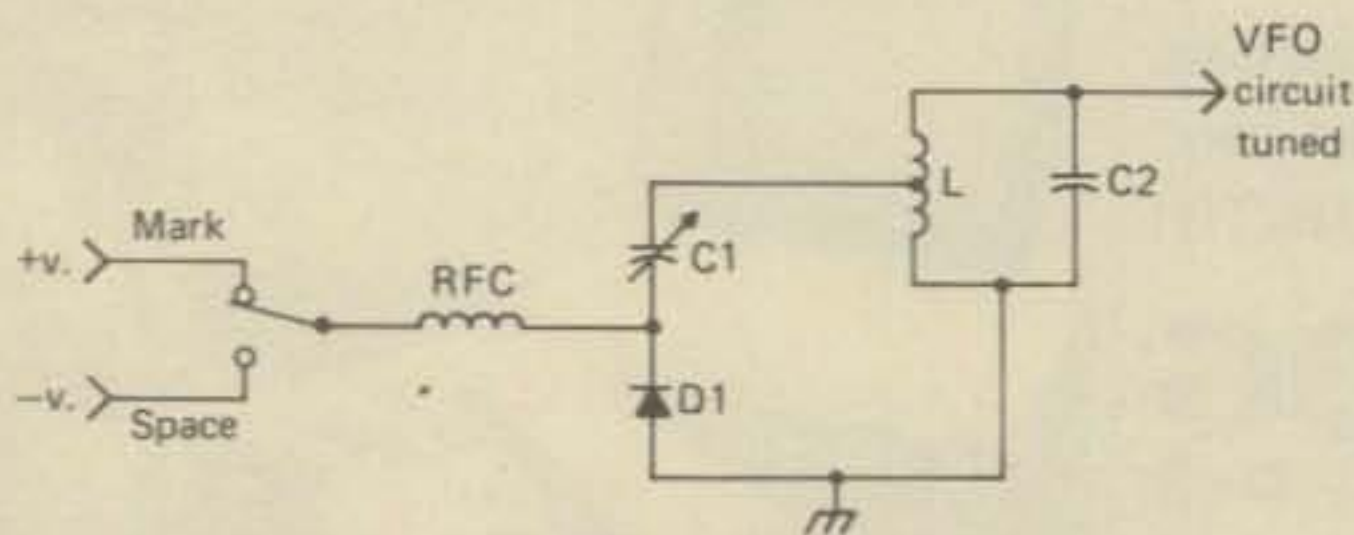 VFO
circuit
tuned
L
C2
Mark
+v.
RFC
C1
−v.
Space
D1